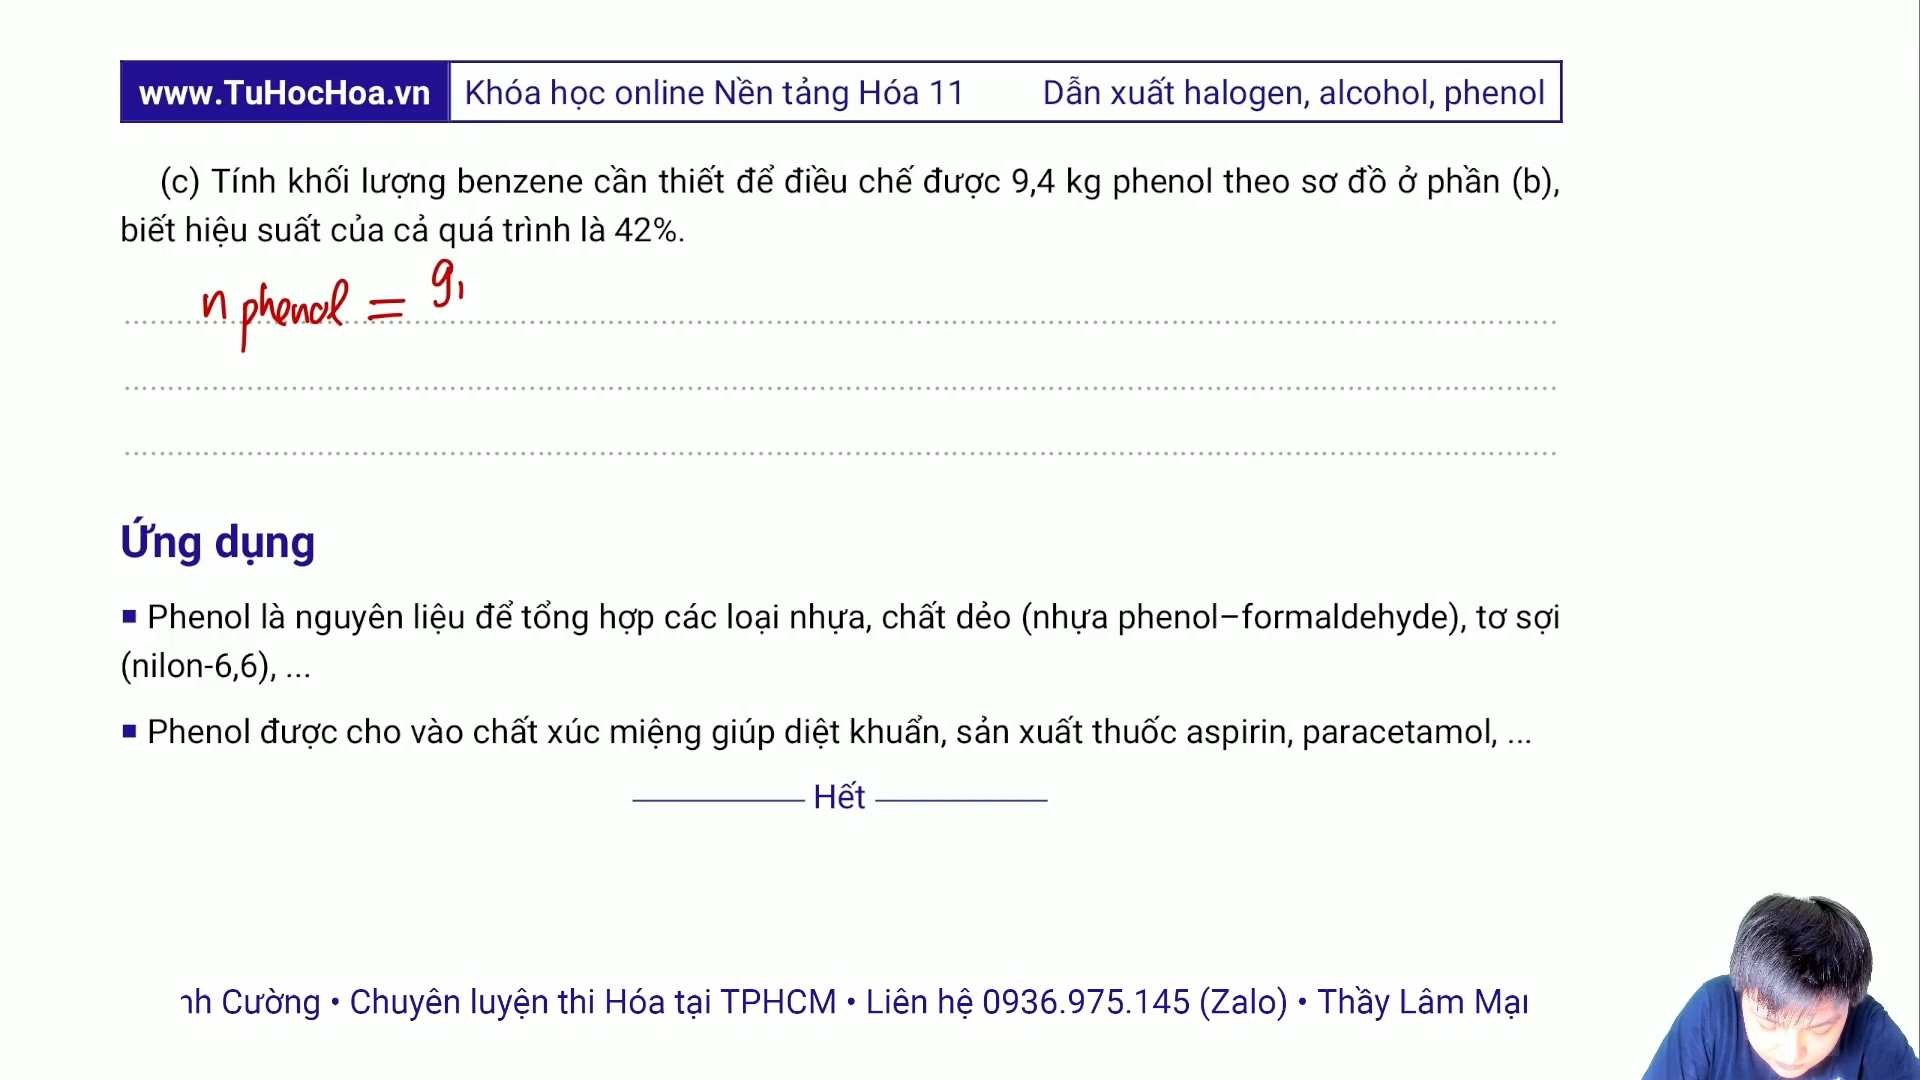 www.TuHocHoa.vn Khóa học online Nền tảng Hóa 11 Dẫn xuất halogen, alcohol, phenol
(c) Tính khối lượng benzene cần thiết để điều chế được 9,4 kg phenol theo sơ đồ ở phần (b),
biết hiệu suất của cả quá trình là 42%.
n phenol = 9,
Ứng dụng
▪ Phenol là nguyên liệu để tổng hợp các loại nhựa, chất dẻo (nhựa phenol–formaldehyde), tơ sợi
(nilon-6,6), ...
▪ Phenol được cho vào chất xúc miệng giúp diệt khuẩn, sản xuất thuốc aspirin, paracetamol, ...
Hết
nh Cường • Chuyên luyện thi Hóa tại TPHCM • Liên hệ 0936.975.145 (Zalo) • Thầy Lâm Mạ